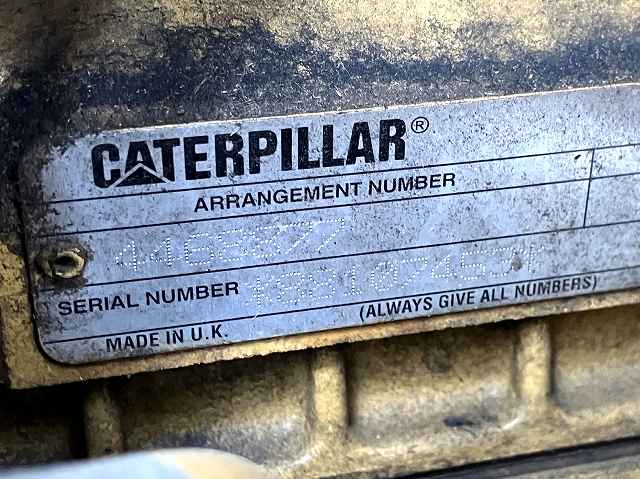 CATERPILLAR®
ARRANGEMENT NUMBER
SERIAL NUMBER
(ALWAYS GIVE ALL NUMBERS)
MADE IN U.K.